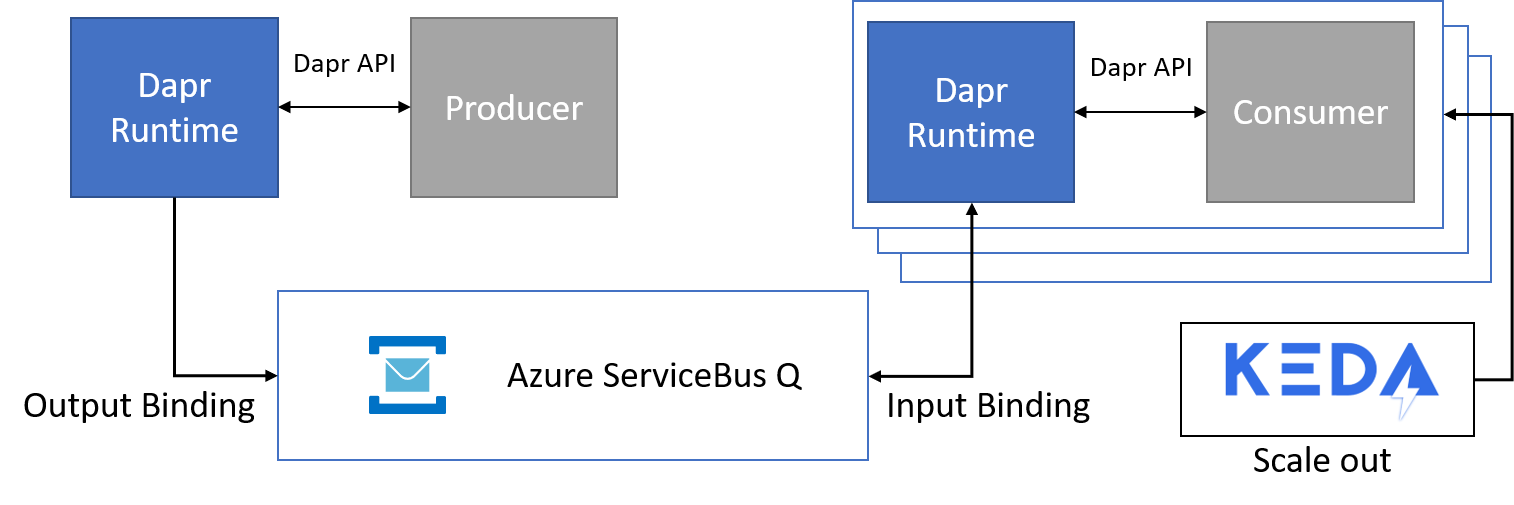 Dapr
Runtime
Dapr API
Producer
Dapr
Runtime
Dapr API
Consumer
Output Binding
Azure ServiceBus Q
Input Binding
KEDA
Scale out